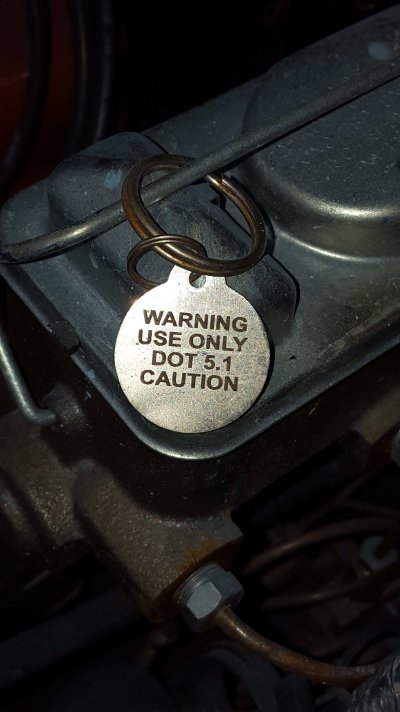 WARNING
USE ONLY
DOT 5.1
CAUTION